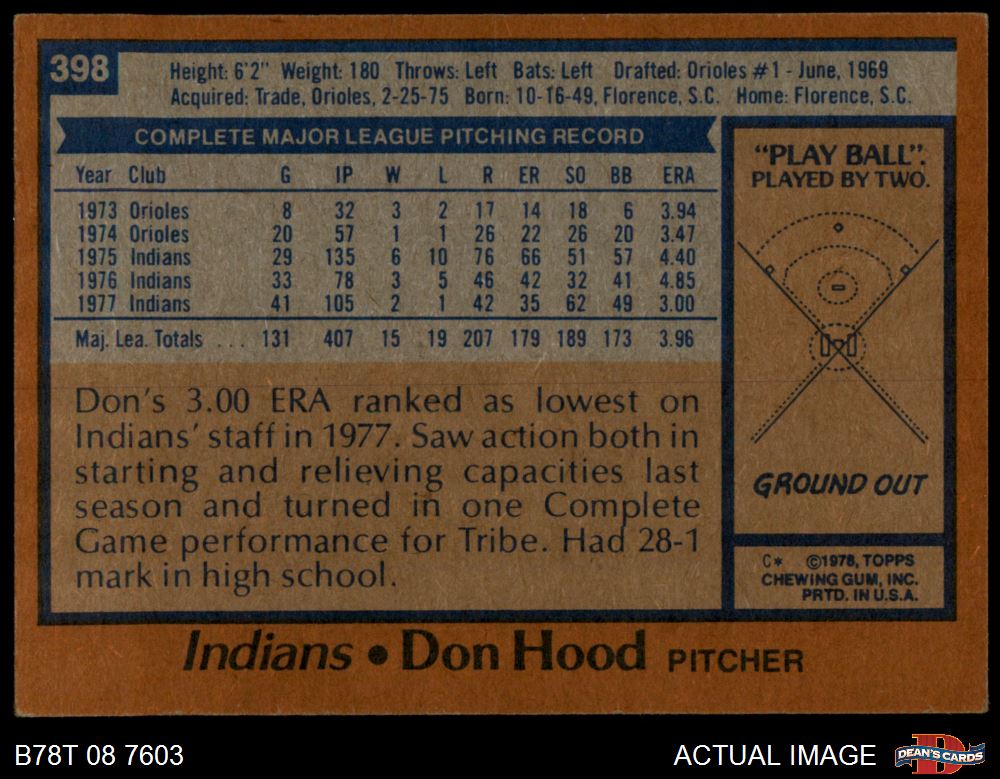 398
Height: 6'2" Weight: 180 Throws: Left Bats: Left Drafted: Orioles #1 - June, 1969
Acquired: Trade, Orioles, 2-25-75 Born: 10-16-49, Florence, S.C. Home: Florence, S.C.
COMPLETE MAJOR LEAGUE PITCHING RECORD
Year Club G IP W L R ER SO BB ERA
1973 Orioles 8 32 3 2 17 14 18 6 3.94
1974 Orioles 20 57 1 1 26 22 26 20 3.47
1975 Indians 29 135 6 10 76 66 51 57 4.40
1976 Indians 33 78 3 5 46 42 32 41 4.85
1977 Indians 41 105 2 1 42 35 62 49 3.00
Maj. Lea. Totals ... 131 407 15 19 207 179 189 173 3.96
Don's 3.00 ERA ranked as lowest on
Indians' staff in 1977. Saw action both in
starting and relieving capacities last
season and turned in one Complete
Game performance for Tribe. Had 28-1
mark in high school.
"PLAY BALL".
PLAYED BY TWO.
GROUND OUT
C* ©1978, TOPPS
CHEWING GUM, INC.
PRTD. IN U.S.A.
Indians • Don Hood PITCHER
B78T 08 7603
ACTUAL IMAGE
D
DEAN'S CARDS